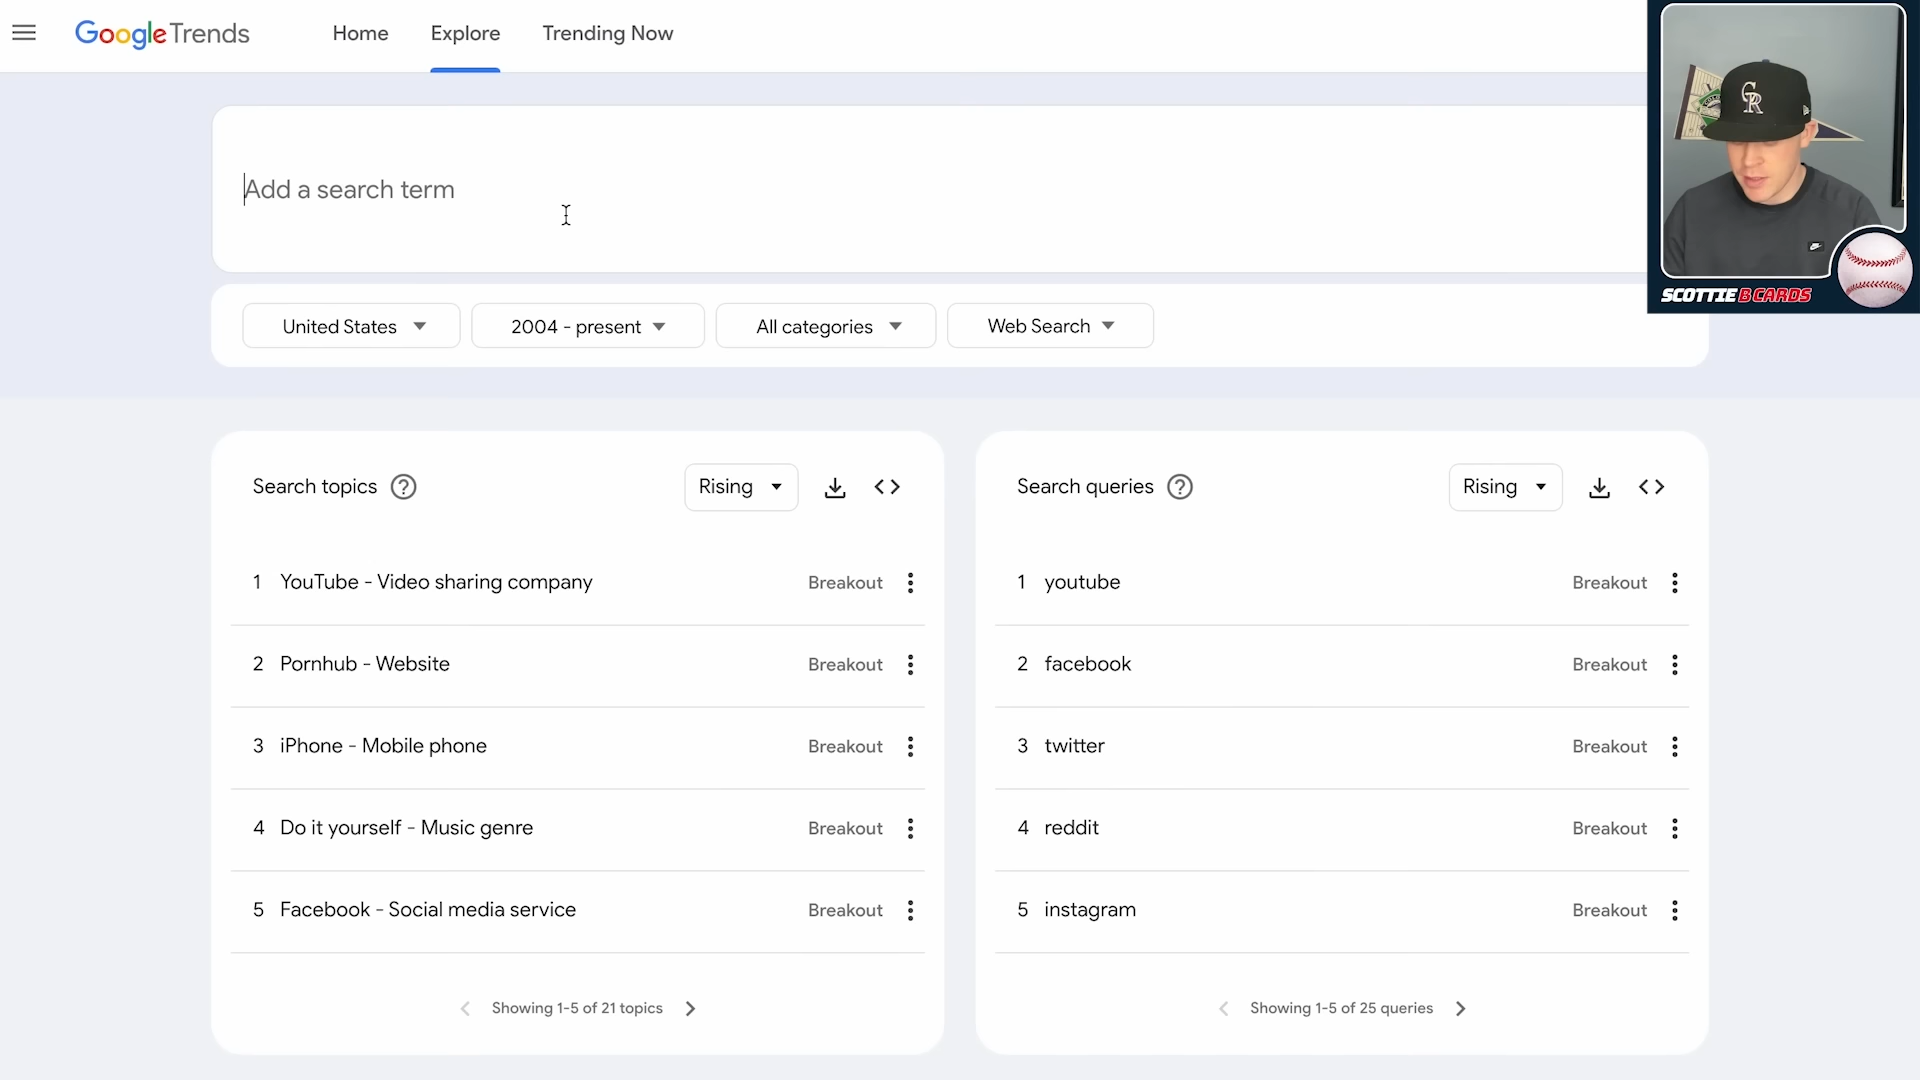 Google Trends
Home
Explore
Trending Now
Add a search term
United States
2004 - present
All categories
Web Search
CR
SCOTTIE B CARDS
Search topics
Rising
1 YouTube - Video sharing company Breakout
2 Pornhub - Website Breakout
3 iPhone - Mobile phone Breakout
4 Do it yourself - Music genre Breakout
5 Facebook - Social media service Breakout
Showing 1-5 of 21 topics
Search queries
Rising
1 youtube Breakout
2 facebook Breakout
3 twitter Breakout
4 reddit Breakout
5 instagram Breakout
Showing 1-5 of 25 queries